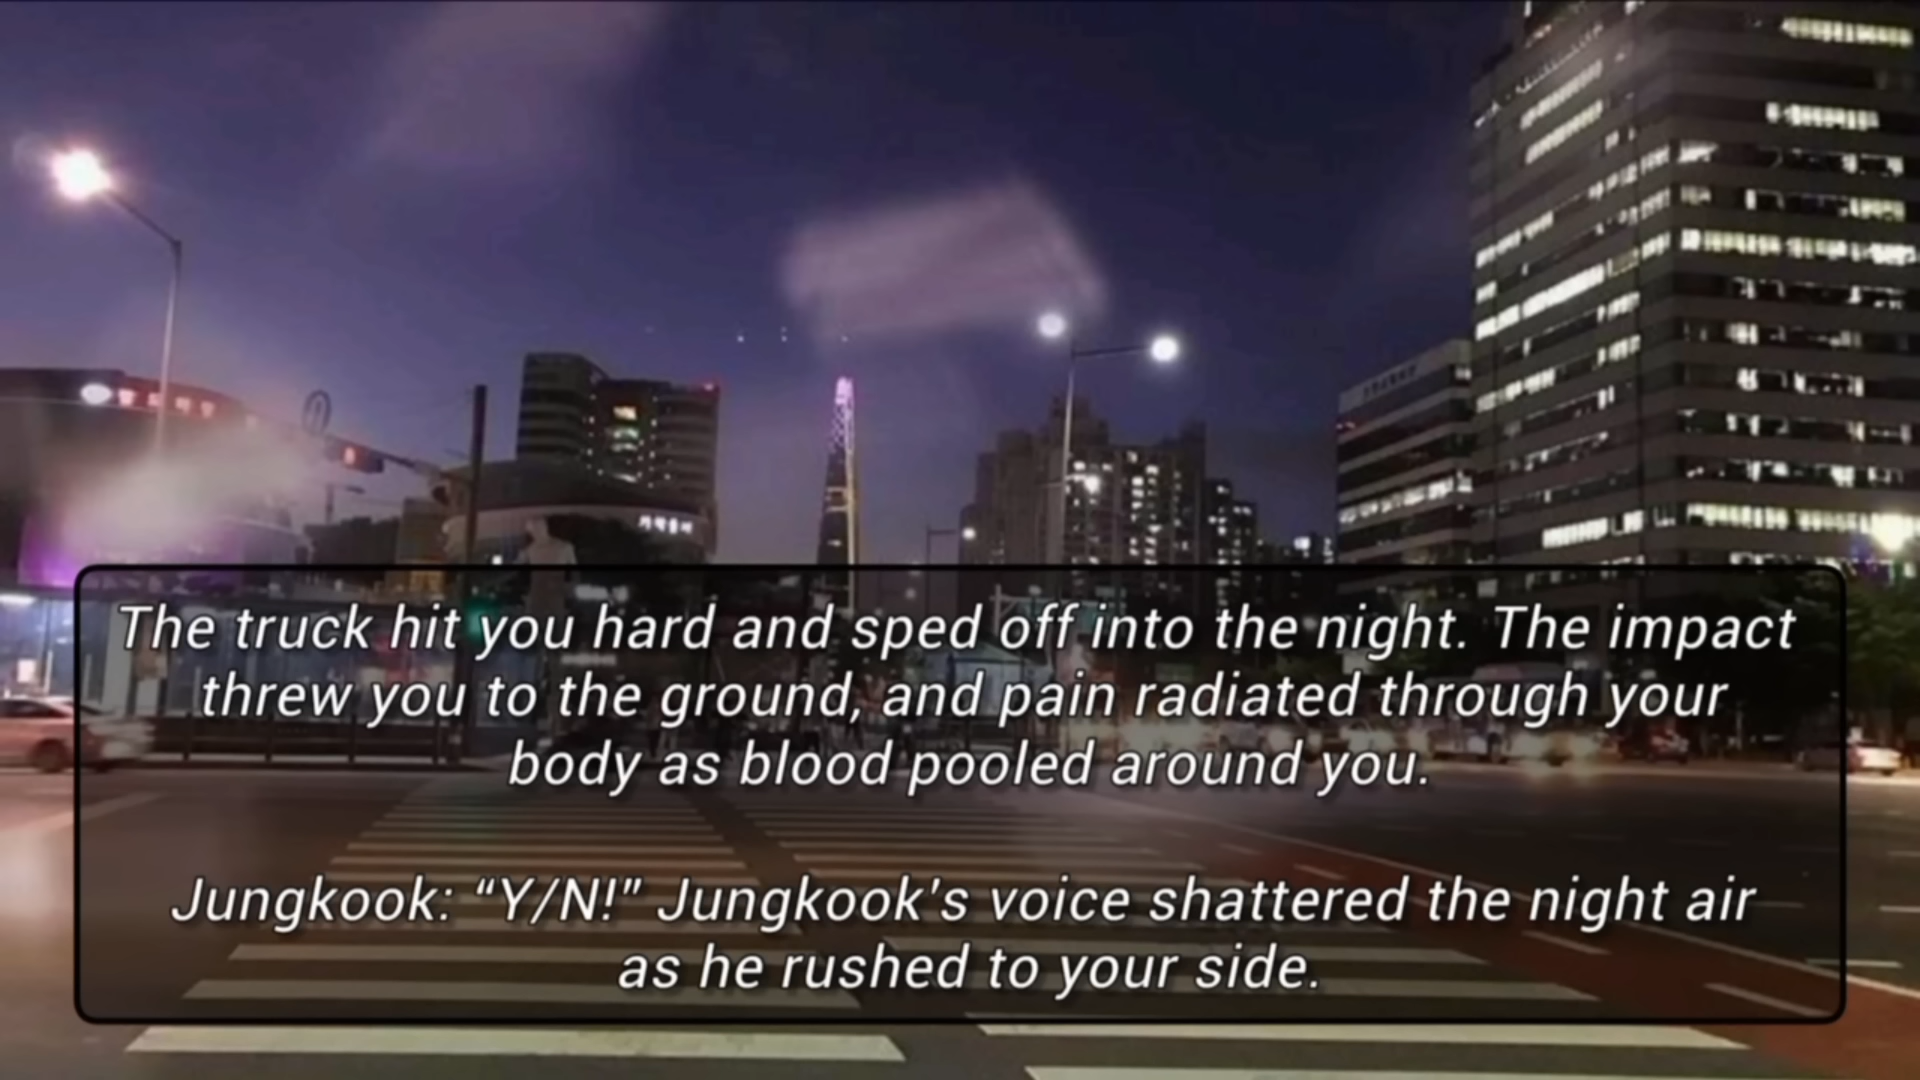 The truck hit you hard and sped off into the night. The impact
threw you to the ground, and pain radiated through your
body as blood pooled around you.
Jungkook: “Y/N!” Jungkook's voice shattered the night air
as he rushed to your side.